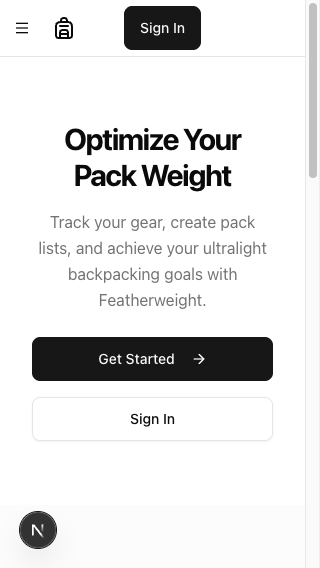 Sign In
Optimize Your
Pack Weight
Track your gear, create pack
lists, and achieve your ultralight
backpacking goals with
Featherweight.
Get Started
Sign In
N